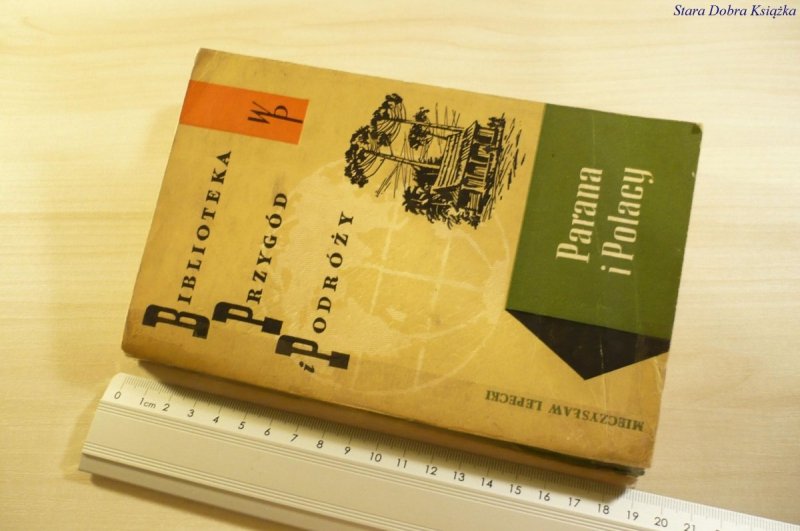 Stara Dobra Książka
WP
BIBLIOTEKA
PRZYGÓD
i PODRÓŻY
Parana
i Polacy
MIECZYSŁAW LEPECKI
0 1cm 2 3 4 5 6 7 8 9 10 11 12 13 14 15 16 17 18 19 20 21